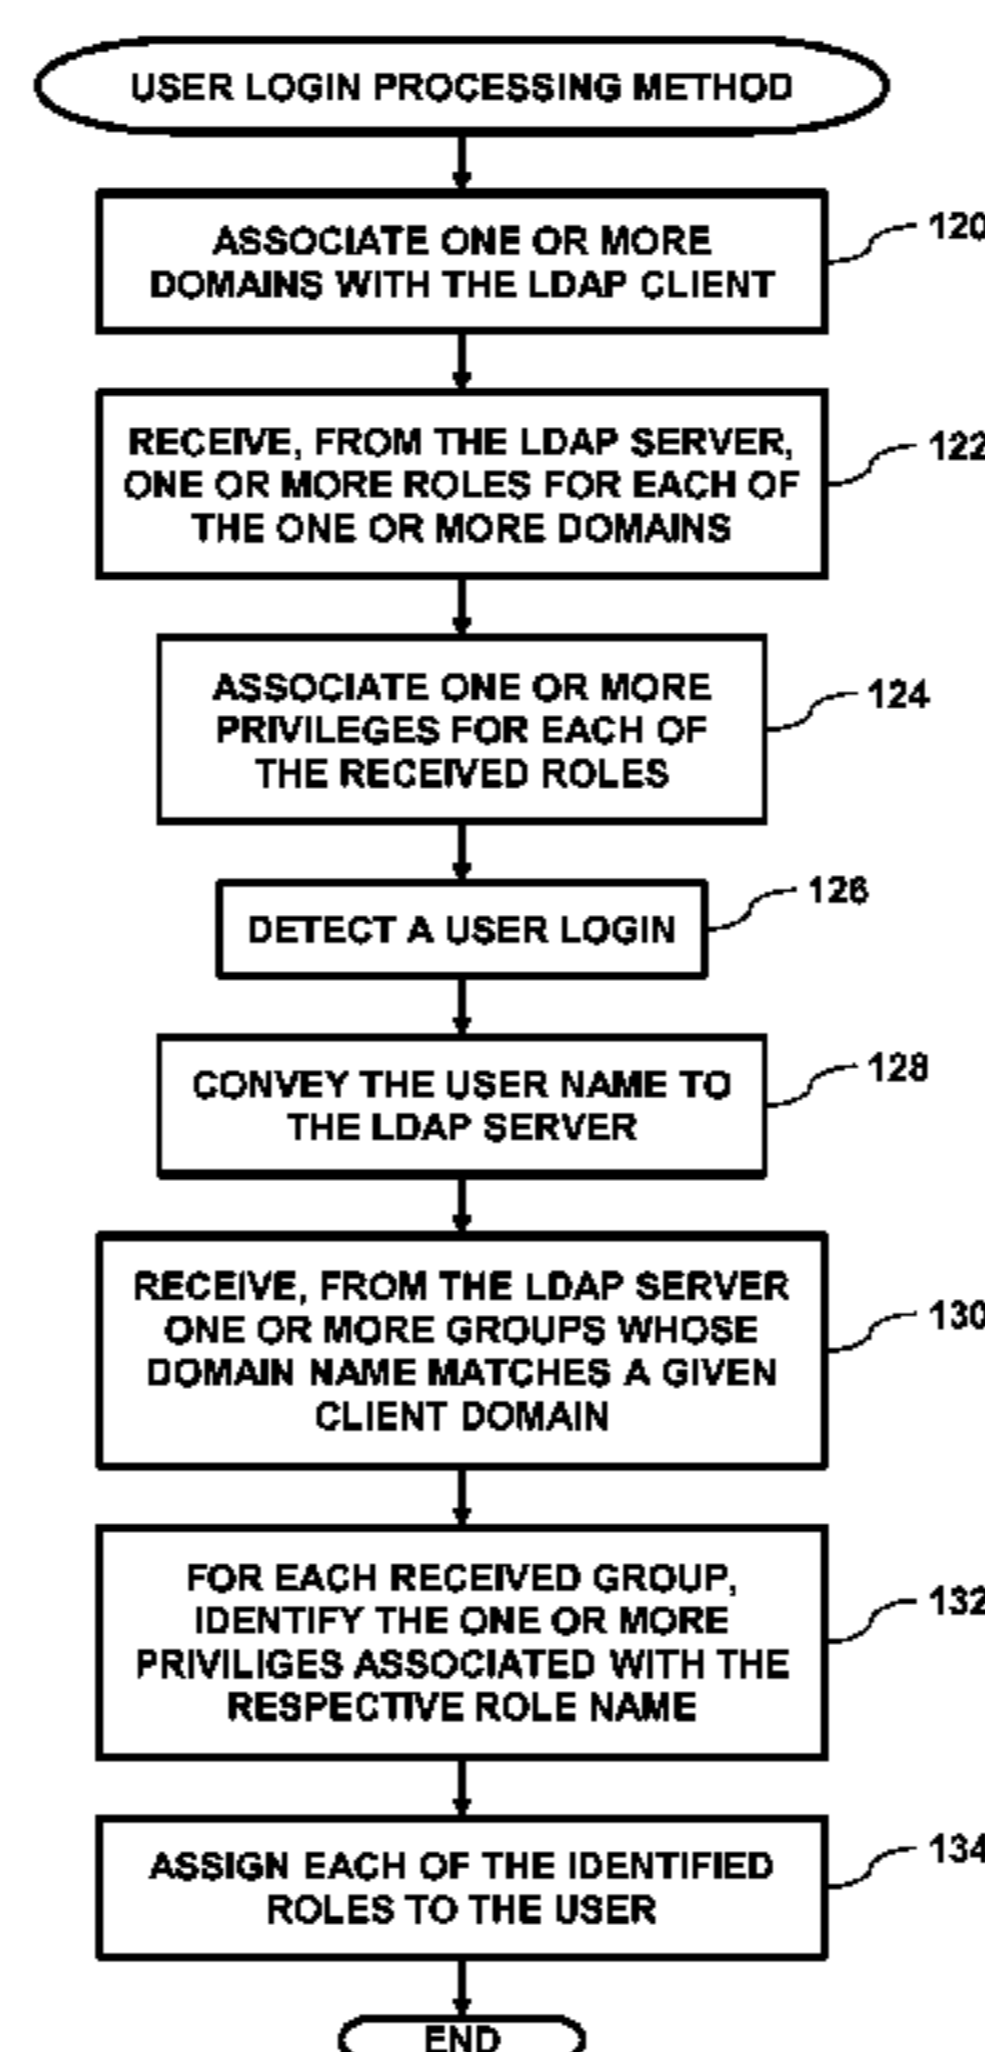 USER LOGIN PROCESSING METHOD
ASSOCIATE ONE OR MORE
DOMAINS WITH THE LDAP CLIENT
120
RECEIVE, FROM THE LDAP SERVER,
ONE OR MORE ROLES FOR EACH OF
THE ONE OR MORE DOMAINS
122
ASSOCIATE ONE OR MORE
PRIVILEGES FOR EACH OF
THE RECEIVED ROLES
124
DETECT A USER LOGIN
126
CONVEY THE USER NAME TO
THE LDAP SERVER
128
RECEIVE, FROM THE LDAP SERVER
ONE OR MORE GROUPS WHOSE
DOMAIN NAME MATCHES A GIVEN
CLIENT DOMAIN
130
FOR EACH RECEIVED GROUP,
IDENTIFY THE ONE OR MORE
PRIVILIGES ASSOCIATED WITH THE
RESPECTIVE ROLE NAME
132
ASSIGN EACH OF THE IDENTIFIED
ROLES TO THE USER
134
END